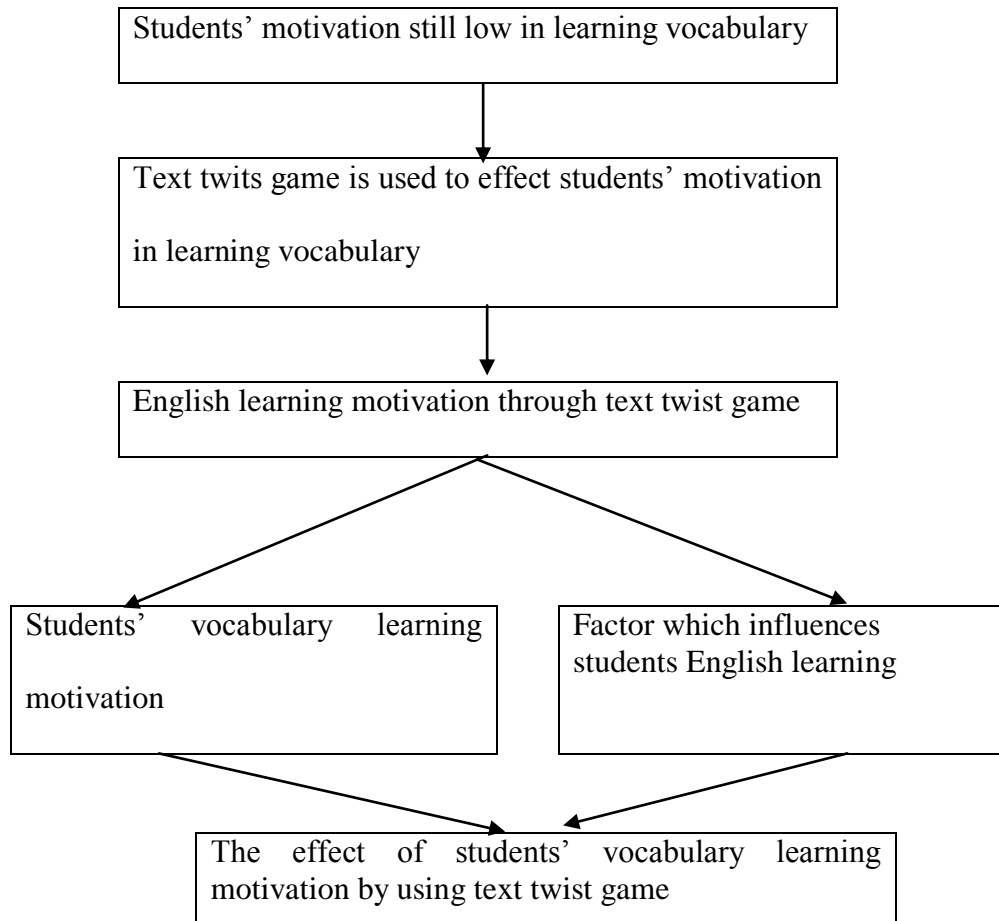 Students’ motivation still low in learning vocabulary
Text twits game is used to effect students’ motivation
in learning vocabulary
English learning motivation through text twist game
Students’ vocabulary learning
motivation
Factor which influences
students English learning
The effect of students’ vocabulary learning
motivation by using text twist game